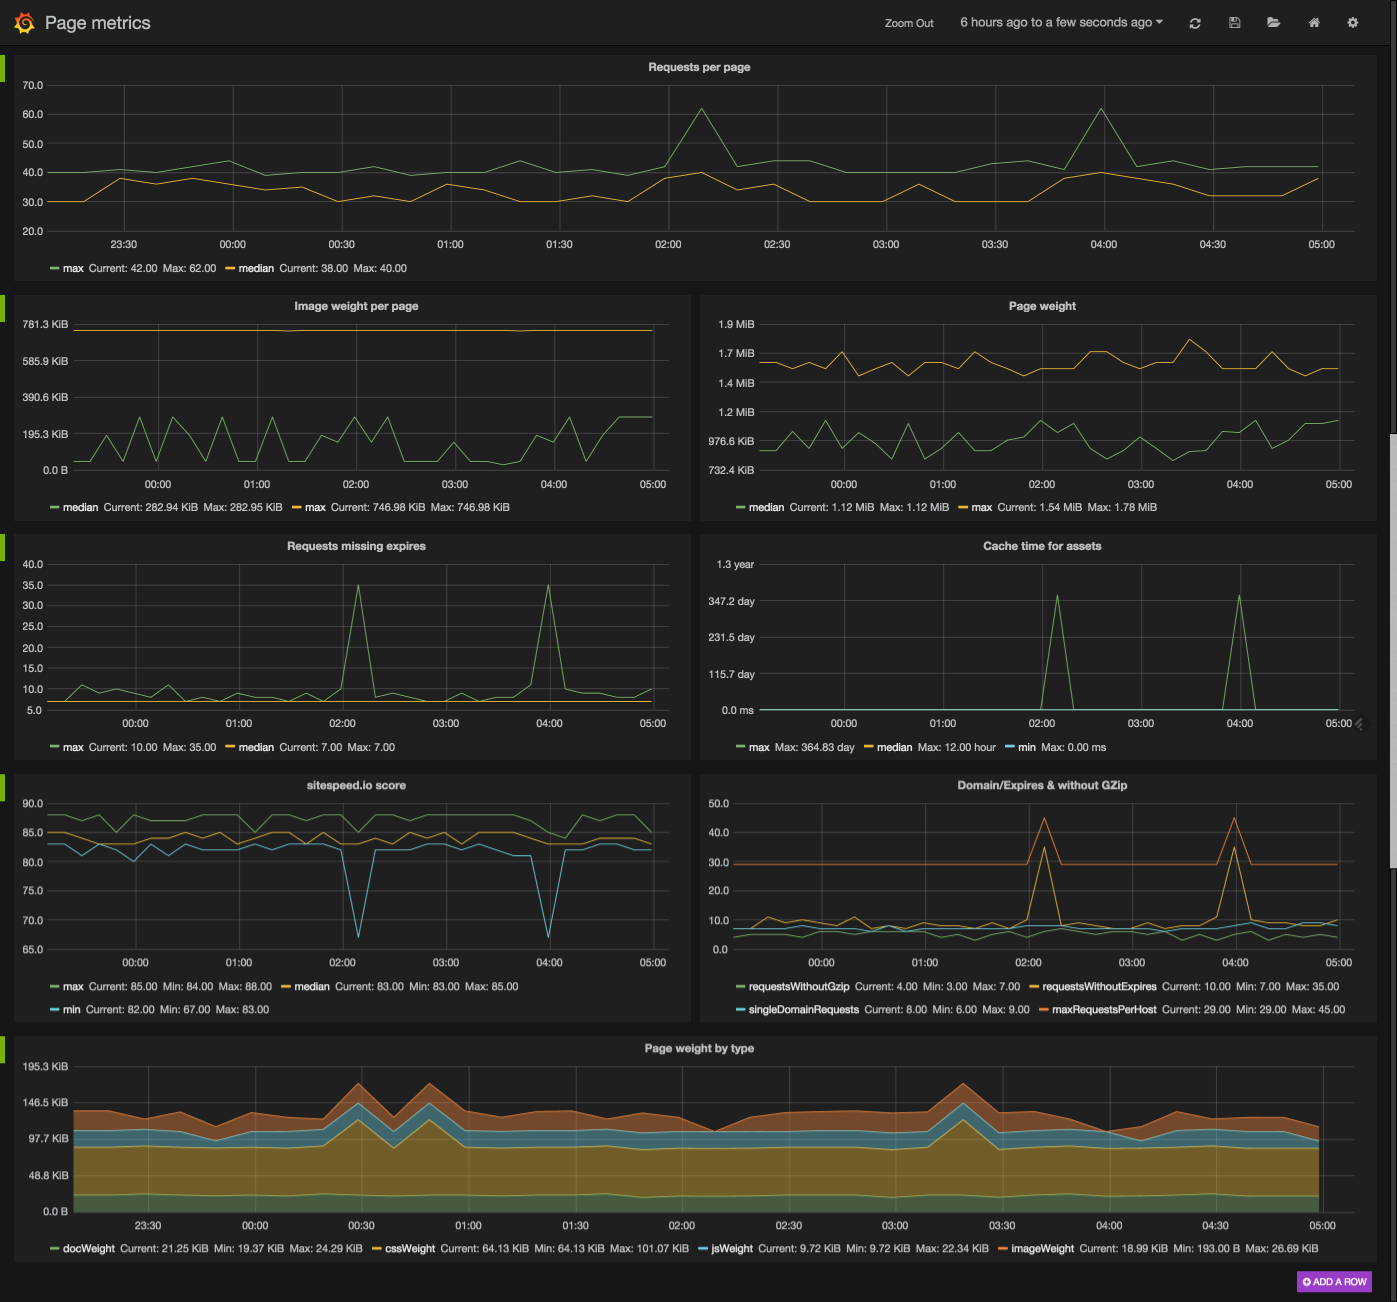 Page metrics
Zoom Out 6 hours ago to a few seconds ago
Requests per page
70.0
60.0
50.0
40.0
30.0
20.0
23:30 00:00 00:30 01:00 01:30 02:00 02:30 03:00 03:30 04:00 04:30 05:00
max Current: 42.00 Max: 62.00 median Current: 38.00 Max: 40.00
Image weight per page
781.3 KiB
585.9 KiB
390.6 KiB
195.3 KiB
0.0 B
00:00 01:00 02:00 03:00 04:00 05:00
median Current: 282.94 KiB Max: 282.95 KiB max Current: 746.98 KiB Max: 746.98 KiB
Page weight
1.9 MiB
1.7 MiB
1.4 MiB
1.2 MiB
976.6 KiB
732.4 KiB
00:00 01:00 02:00 03:00 04:00 05:00
median Current: 1.12 MiB Max: 1.12 MiB max Current: 1.54 MiB Max: 1.78 MiB
Requests missing expires
40.0
35.0
30.0
25.0
20.0
15.0
10.0
5.0
00:00 01:00 02:00 03:00 04:00 05:00
max Current: 10.00 Max: 35.00 median Current: 7.00 Max: 7.00
Cache time for assets
1.3 year
347.2 day
231.5 day
115.7 day
0.0 ms
00:00 01:00 02:00 03:00 04:00 05:00
max Max: 364.83 day median Max: 12.00 hour min Max: 0.00 ms
sitespeed.io score
90.0
85.0
80.0
75.0
70.0
65.0
00:00 01:00 02:00 03:00 04:00 05:00
max Current: 85.00 Min: 84.00 Max: 88.00 median Current: 83.00 Min: 83.00 Max: 85.00
min Current: 82.00 Min: 67.00 Max: 83.00
Domain/Expires & without GZip
50.0
40.0
30.0
20.0
10.0
0.0
00:00 01:00 02:00 03:00 04:00 05:00
requestsWithoutGzip Current: 4.00 Min: 3.00 Max: 7.00 requestsWithoutExpires Current: 10.00 Min: 7.00 Max: 35.00
singleDomainRequests Current: 8.00 Min: 6.00 Max: 9.00 maxRequestsPerHost Current: 29.00 Min: 29.00 Max: 45.00
Page weight by type
195.3 KiB
146.5 KiB
97.7 KiB
48.8 KiB
0.0 B
23:30 00:00 00:30 01:00 01:30 02:00 02:30 03:00 03:30 04:00 04:30 05:00
docWeight Current: 21.25 KiB Min: 19.37 KiB Max: 24.29 KiB cssWeight Current: 64.13 KiB Min: 64.13 KiB Max: 101.07 KiB jsWeight Current: 9.72 KiB Min: 9.72 KiB Max: 22.34 KiB imageWeight Current: 18.99 KiB Min: 193.00 B Max: 26.69 KiB
ADD A ROW